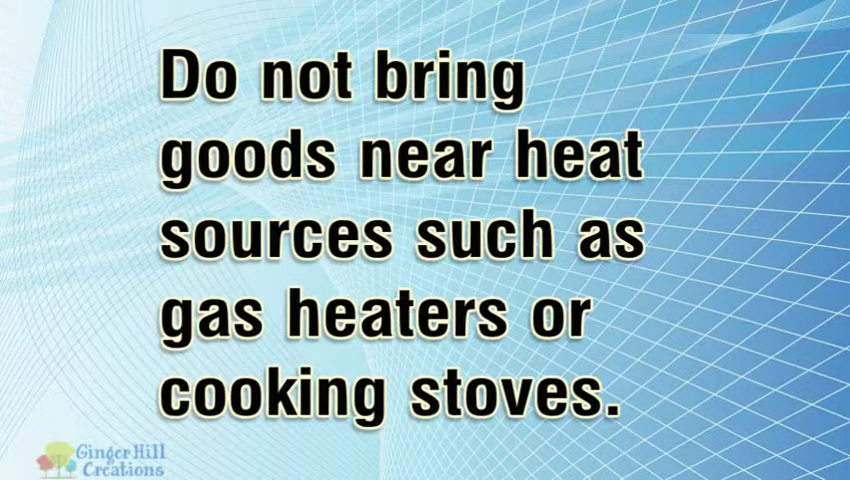 Do not bring
goods near heat
sources such as
gas heaters or
cooking stoves.
Ginger Hill
Creations